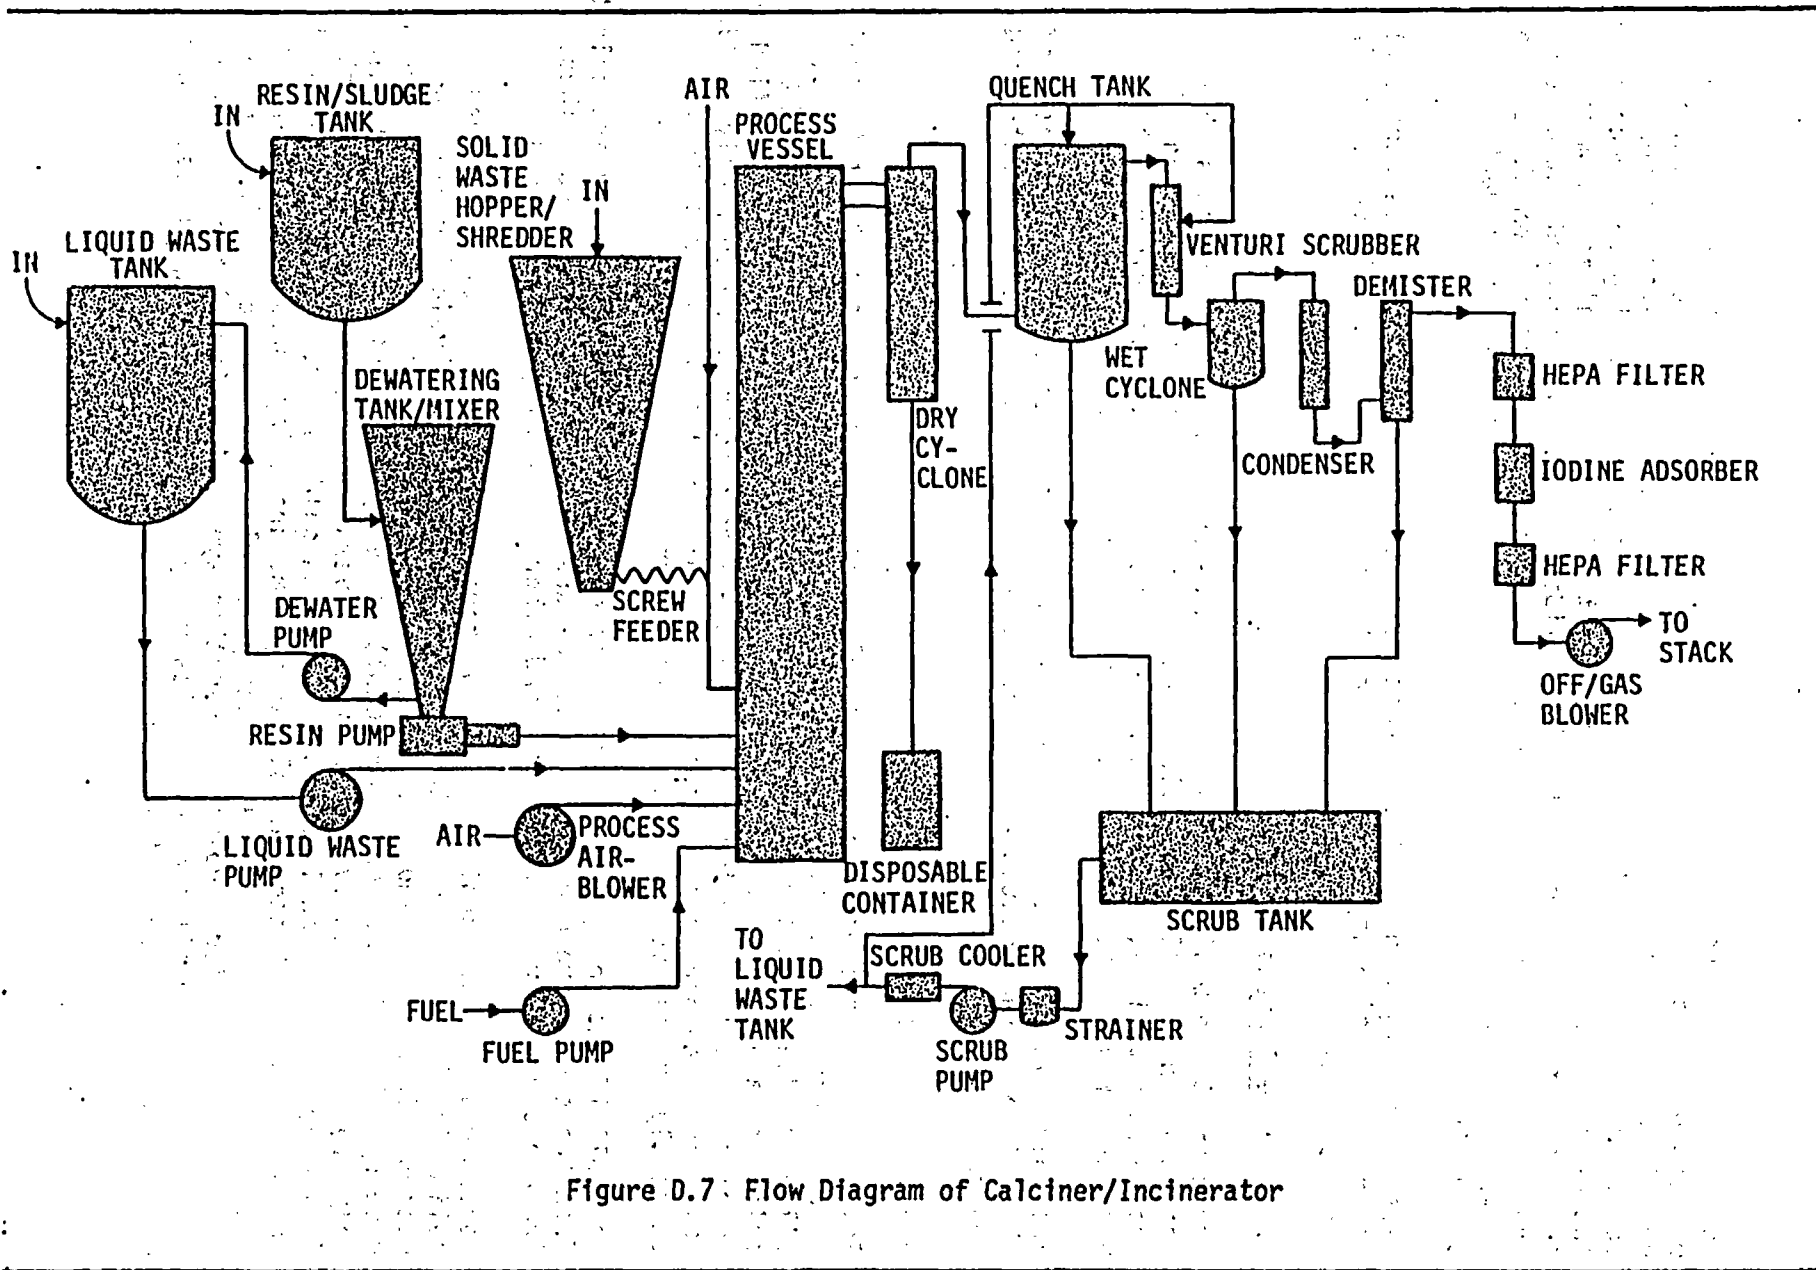 RESIN/SLUDGE
TANK
IN
LIQUID WASTE
TANK
IN
SOLID
WASTE
HOPPER/
SHREDDER
IN
AIR
PROCESS
VESSEL
QUENCH TANK
VENTURI SCRUBBER
DEMISTER
WET
CYCLONE
CONDENSER
HEPA FILTER
IODINE ADSORBER
HEPA FILTER
TO
STACK
OFF/GAS
BLOWER
DEWATERING
TANK/MIXER
DRY
CY-
CLONE
SCREW
FEEDER
DEWATER
PUMP
RESIN PUMP
LIQUID WASTE
PUMP
AIR
PROCESS
AIR-
BLOWER
DISPOSABLE
CONTAINER
SCRUB TANK
TO
LIQUID
WASTE
TANK
SCRUB COOLER
STRAINER
SCRUB
PUMP
FUEL
FUEL PUMP
Figure D.7 Flow Diagram of Calciner/Incinerator